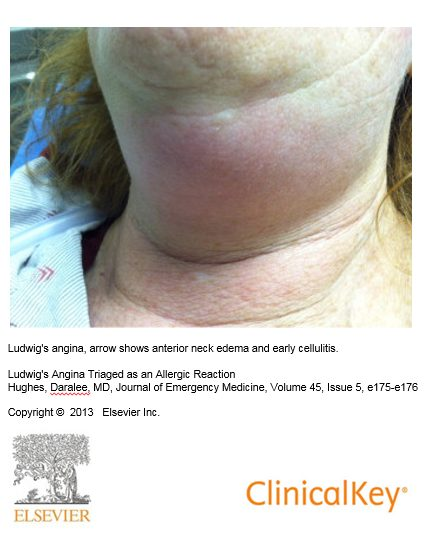 Ludwig's angina, arrow shows anterior neck edema and early cellulitis.
Ludwig's Angina Triaged as an Allergic Reaction
Hughes, Daralee, MD, Journal of Emergency Medicine, Volume 45, Issue 5, e175-e176
Copyright © 2013 Elsevier Inc.
ELSEVIER
ClinicalKey®